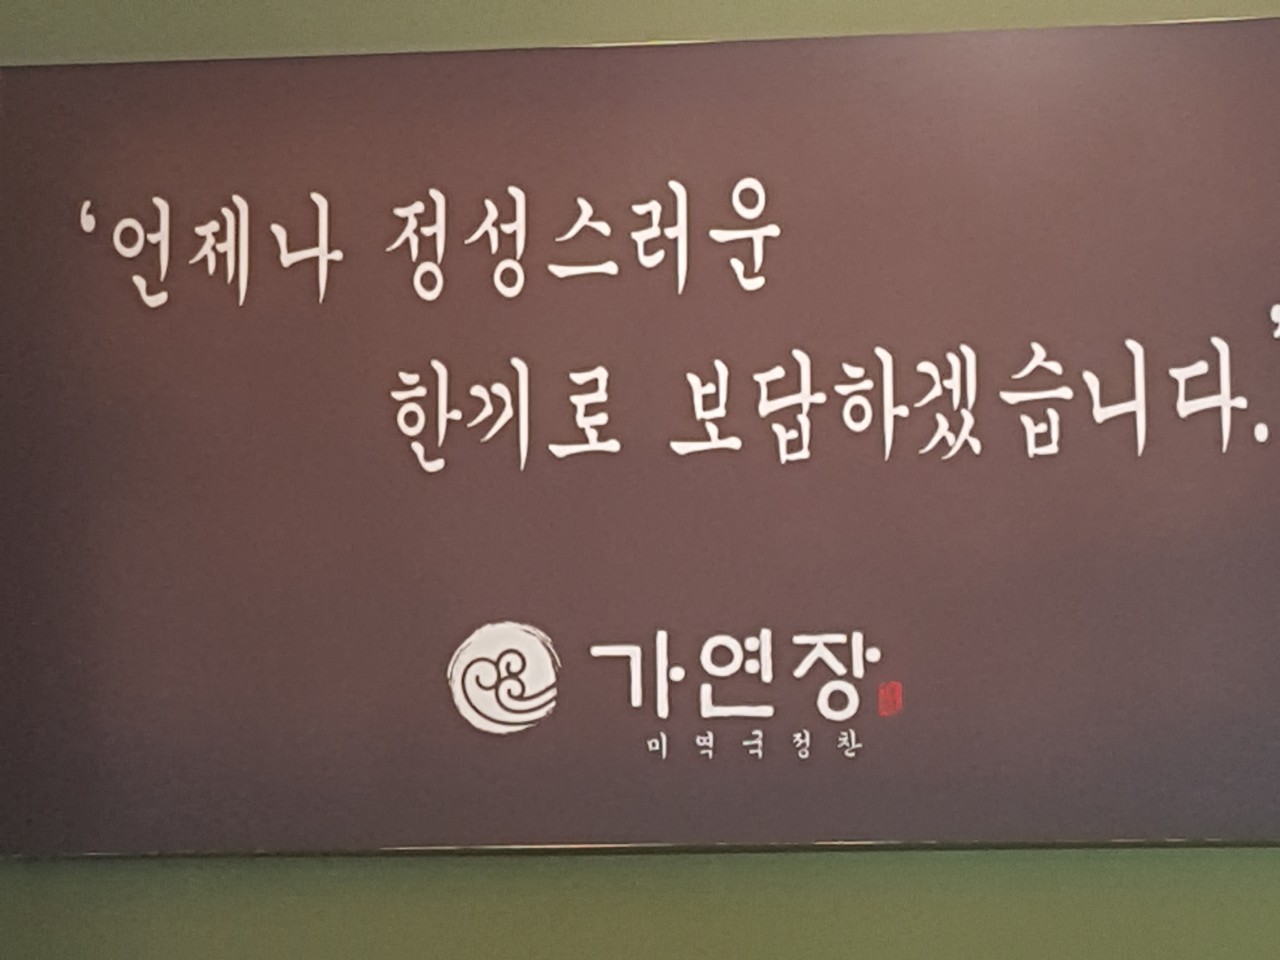 ‘언제나 정성스러운
한끼로 보답하겠습니다.’
가연장
미역국정찬